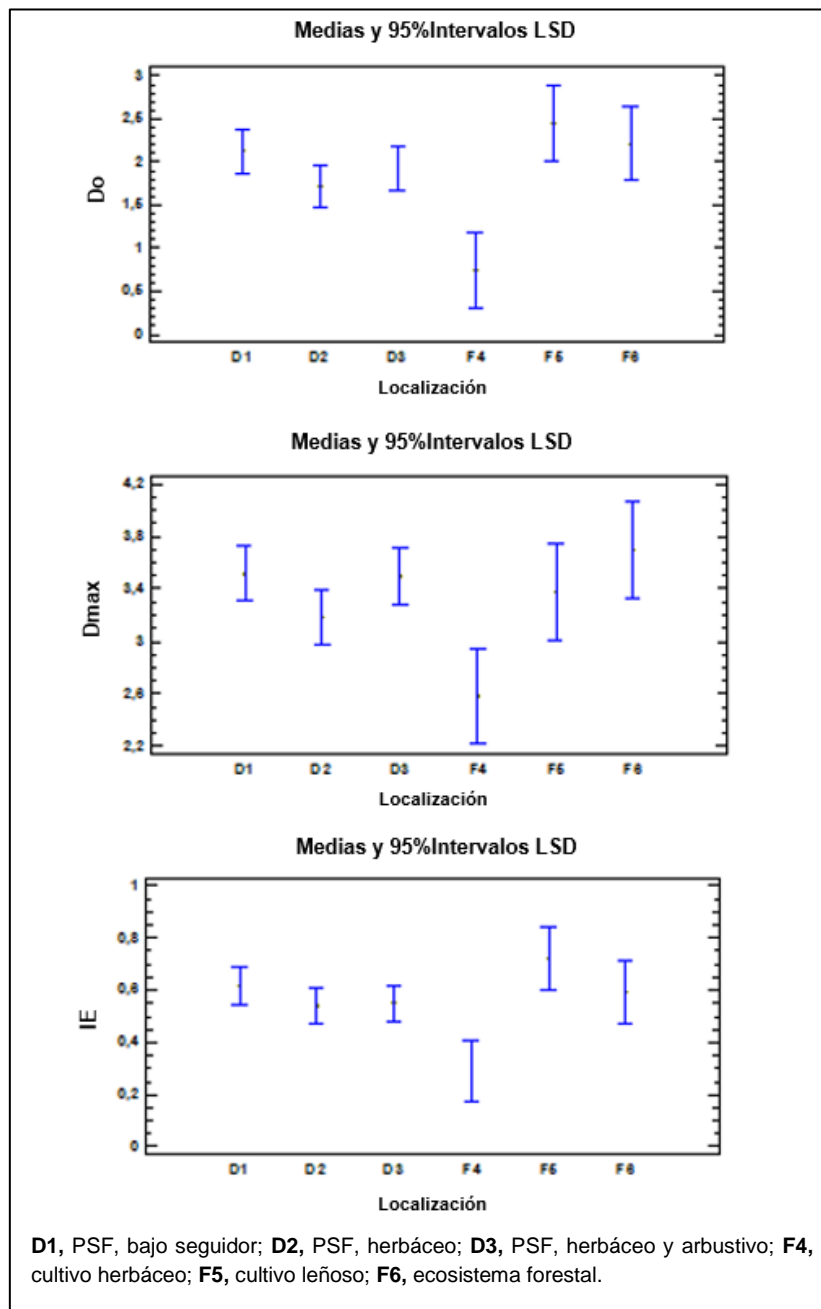 Medias y 95%Intervalos LSD
3
2,5
2
1,5
1
0,5
0
Do
D1 D2 D3 F4 F5 F6
Localización
Medias y 95%Intervalos LSD
4,2
3,8
3,4
3
2,6
2,2
Dmax
D1 D2 D3 F4 F5 F6
Localización
Medias y 95%Intervalos LSD
1
0,8
0,6
0,4
0,2
0
IE
D1 D2 D3 F4 F5 F6
Localización
D1, PSF, bajo seguidor; D2, PSF, herbáceo; D3, PSF, herbáceo y arbustivo; F4,
cultivo herbáceo; F5, cultivo leñoso; F6, ecosistema forestal.